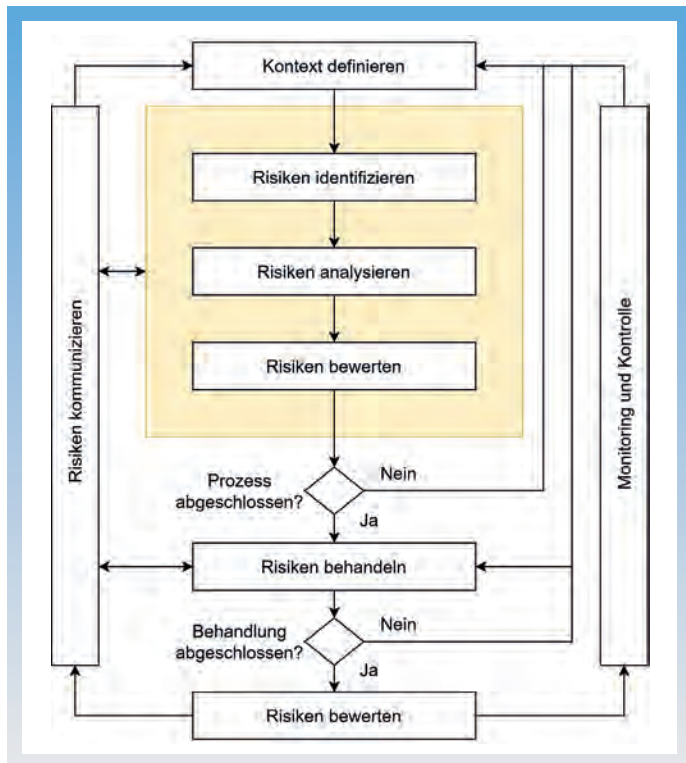 Kontext definieren
Risiken identifizieren
Risiken analysieren
Risiken bewerten
Risiken kommunizieren
Monitoring und Kontrolle
Prozess
abgeschlossen?
Nein
Ja
Risiken behandeln
Behandlung
abgeschlossen?
Nein
Ja
Risiken bewerten